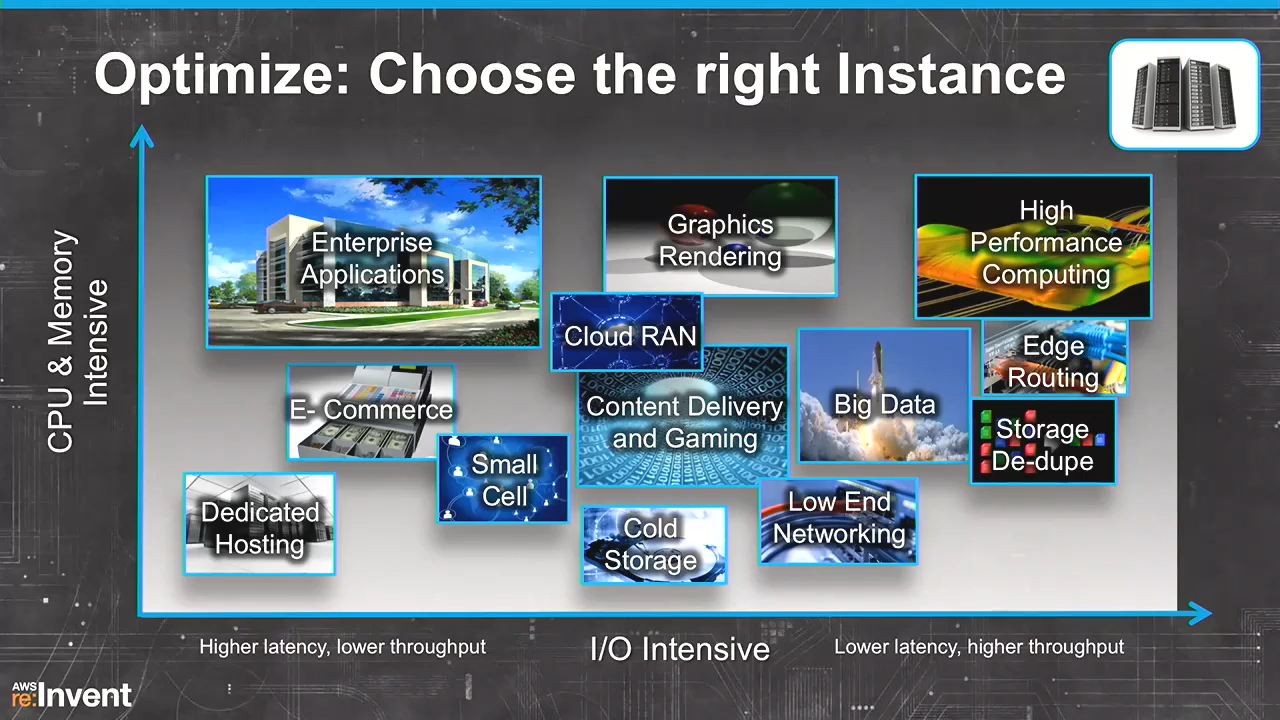 Optimize: Choose the right Instance
CPU & Memory
Intensive
Enterprise
Applications
Graphics
Rendering
High
Performance
Computing
Cloud RAN
Edge
Routing
E- Commerce
Content Delivery
and Gaming
Big Data
Storage
De-dupe
Small
Cell
Dedicated
Hosting
Cold
Storage
Low End
Networking
Higher latency, lower throughput
I/O Intensive
Lower latency, higher throughput
AWS
re:Invent